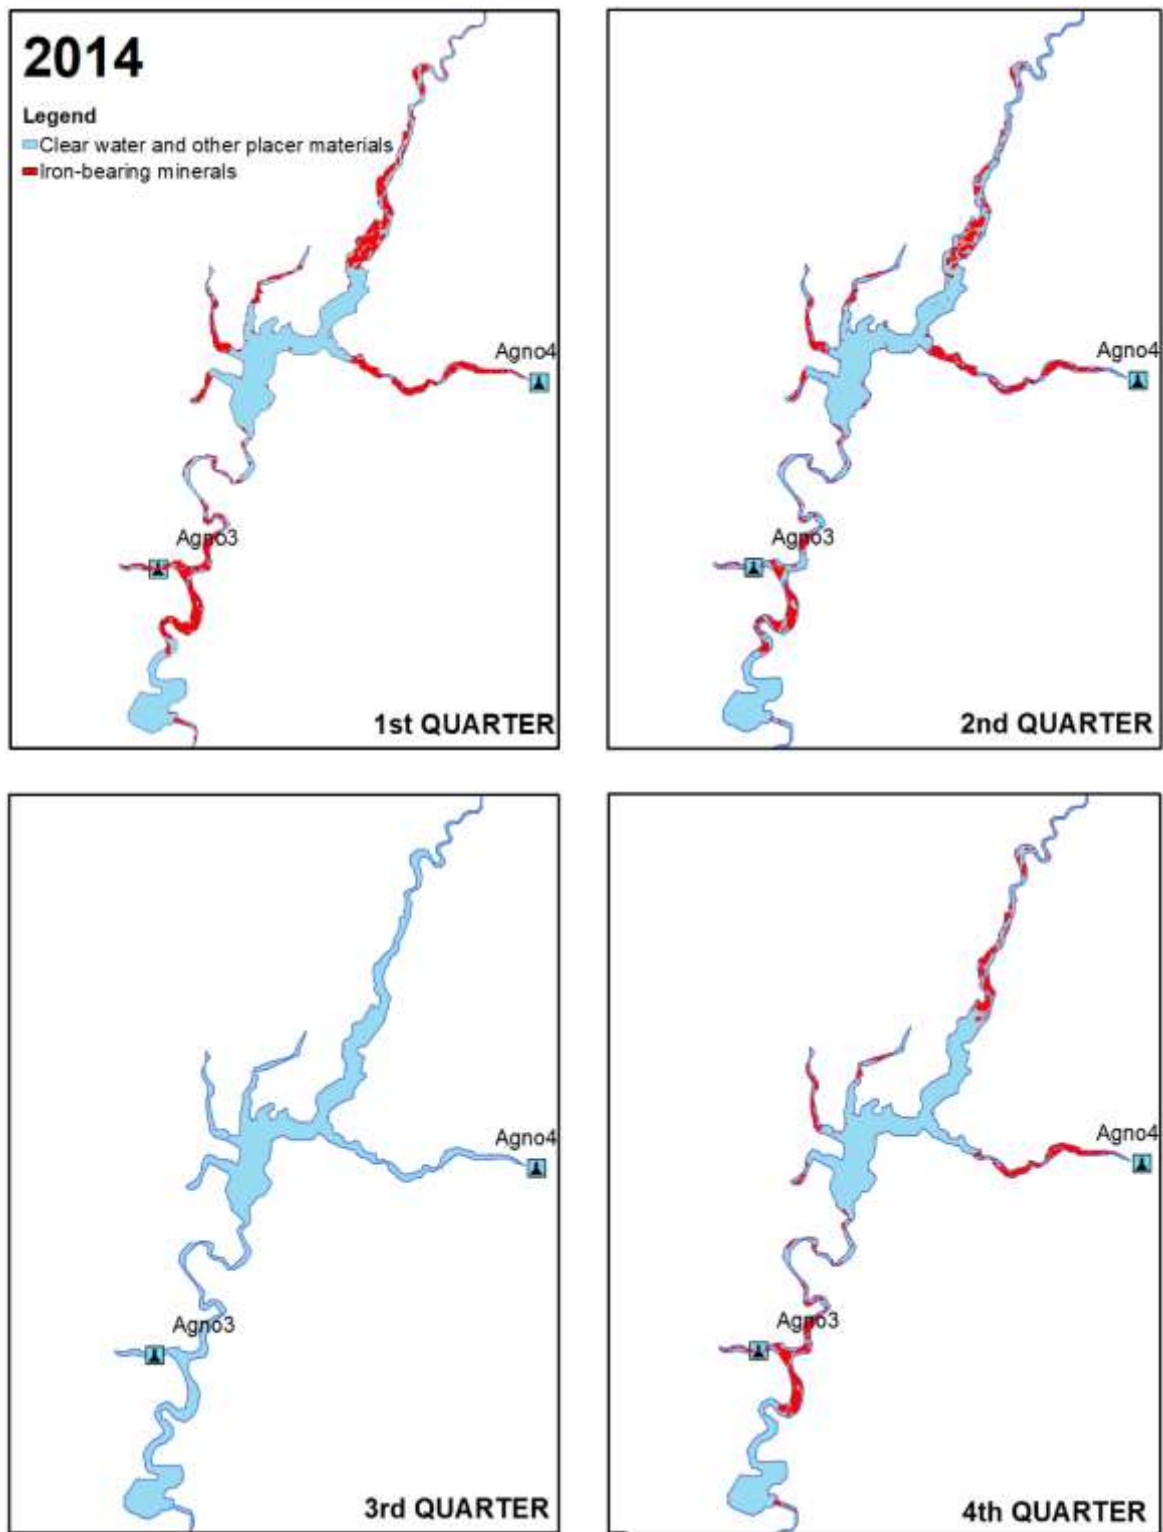 2014
Legend
Clear water and other placer materials
Iron-bearing minerals
Agno4
Agno3
1st QUARTER
Agno4
Agno3
2nd QUARTER
Agno4
Agno3
3rd QUARTER
Agno4
Agno3
4th QUARTER